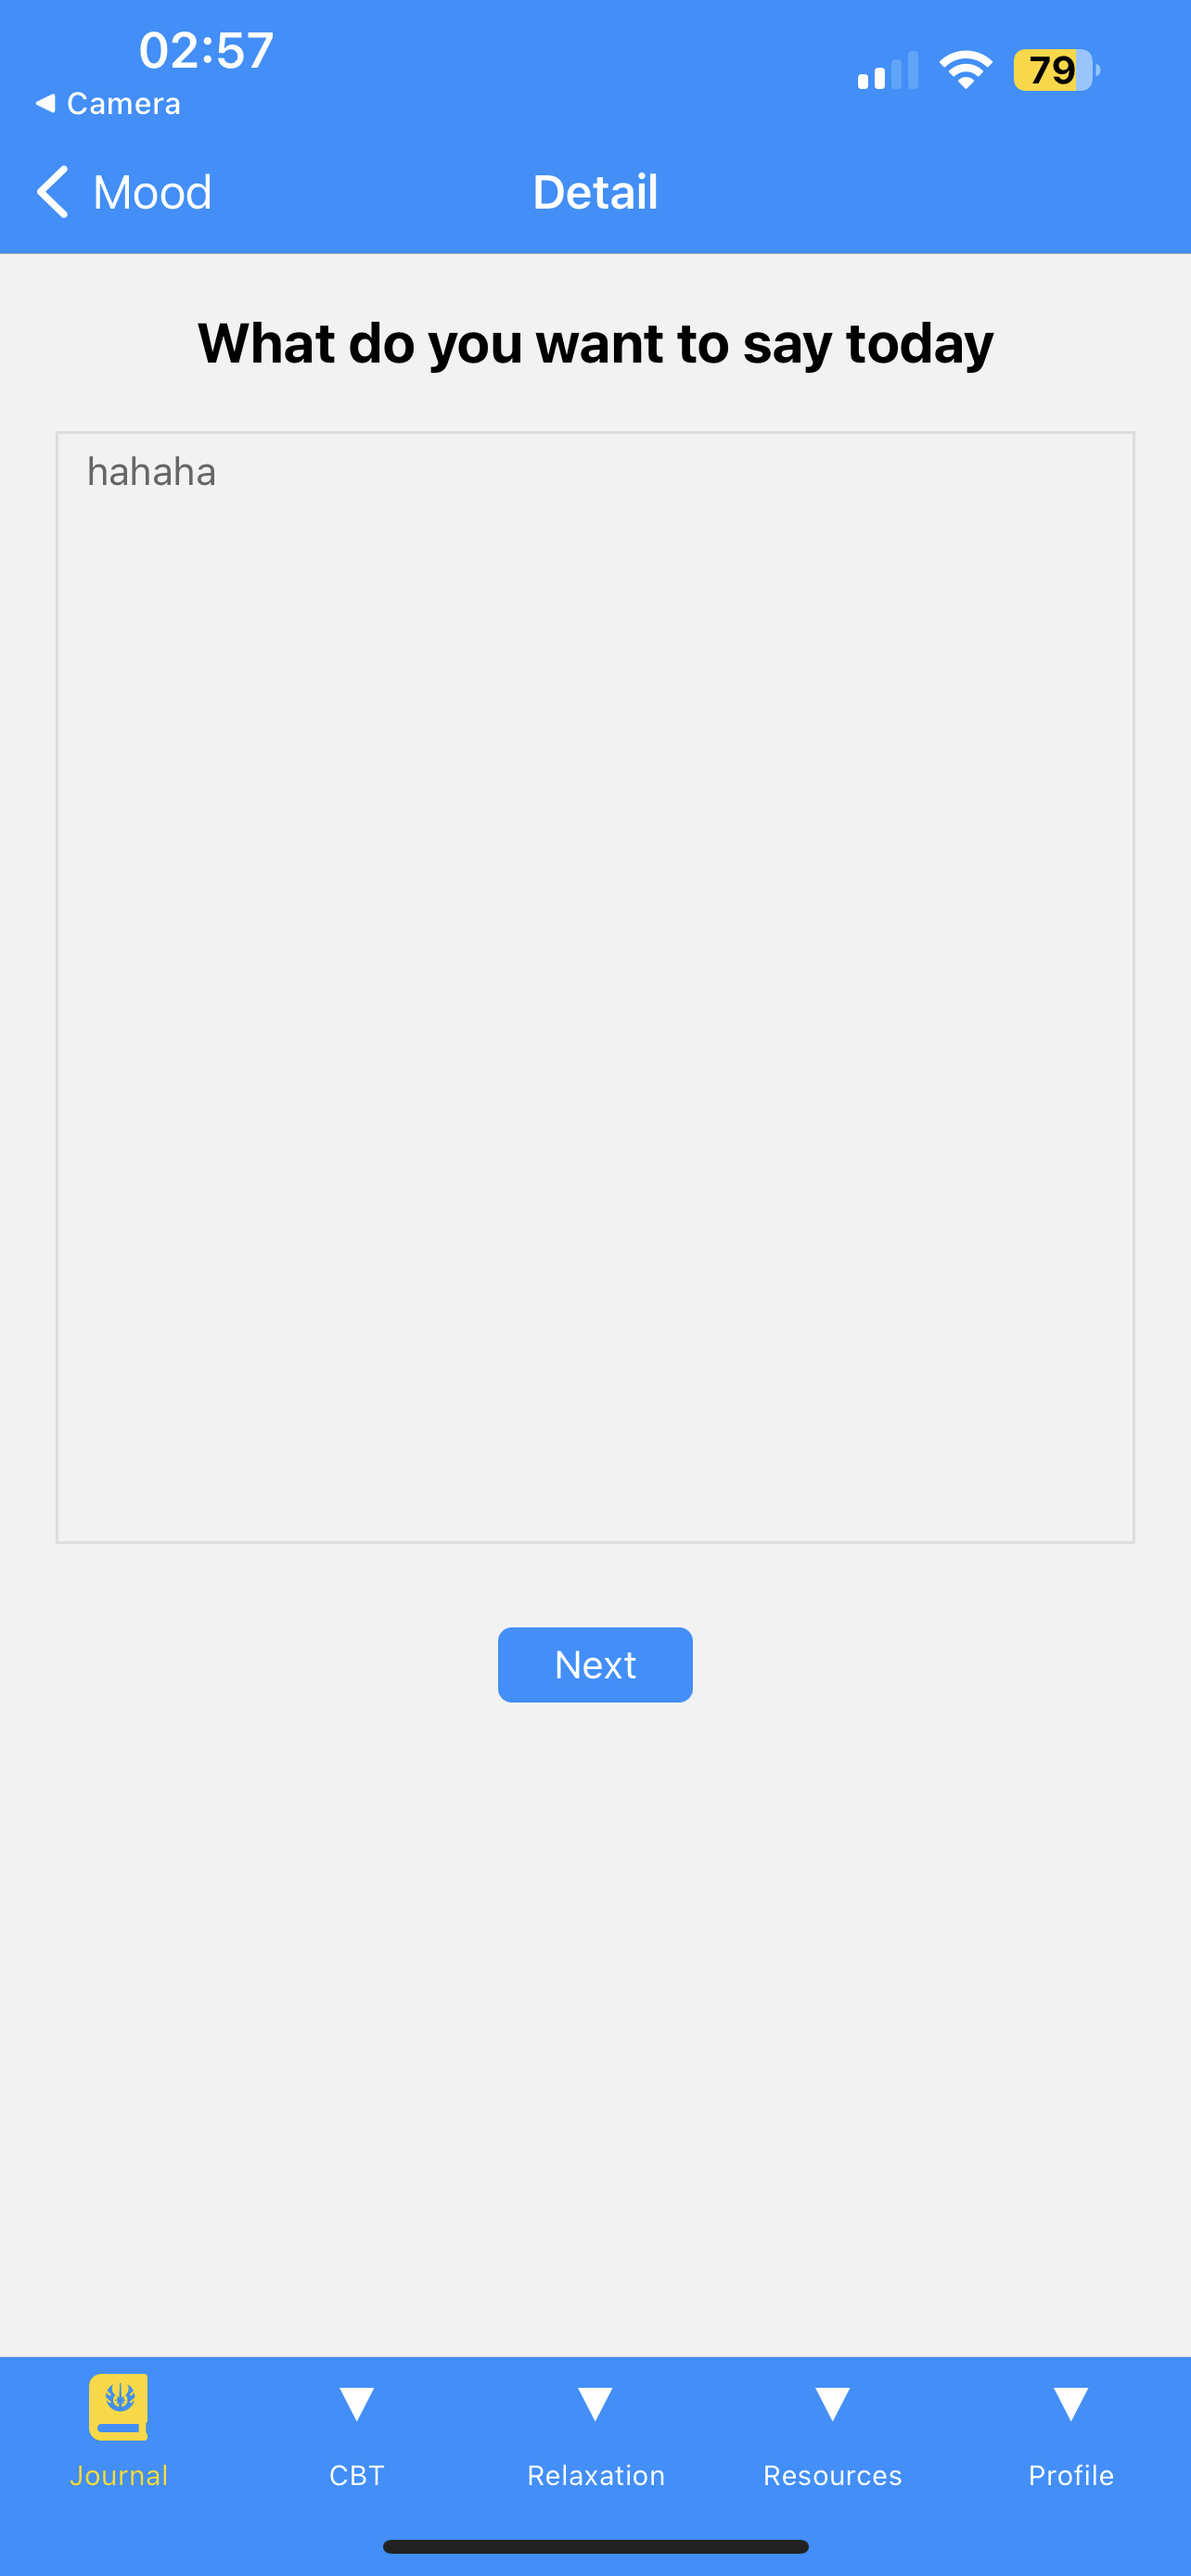 02:57
Camera
79
Mood
Detail
What do you want to say today
hahaha
Next
Journal
CBT
Relaxation
Resources
Profile